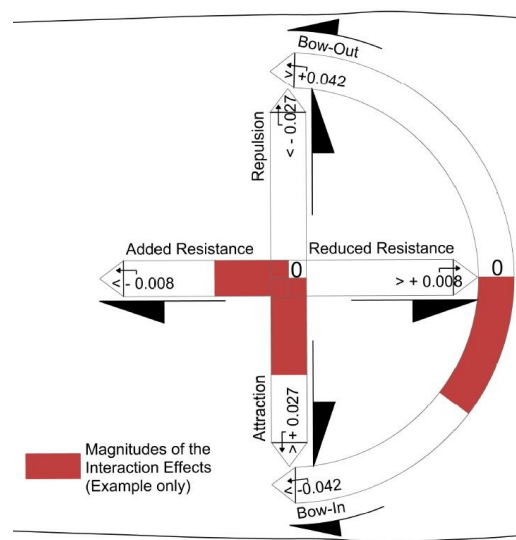 Bow-Out
> +0.042
Repulsion
< - 0.027
Added Resistance
0
Reduced Resistance
0
< - 0.008
> + 0.008
Attraction
> + 0.027
< -0.042
Bow-In
Magnitudes of the
Interaction Effects
(Example only)